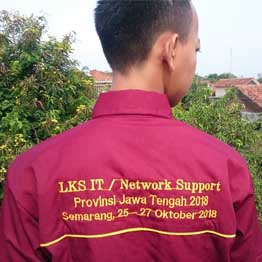 LKS IT / Network Support
Provinsi Jawa Tengah 2018
Semarang, 25 — 27 Oktober 2018